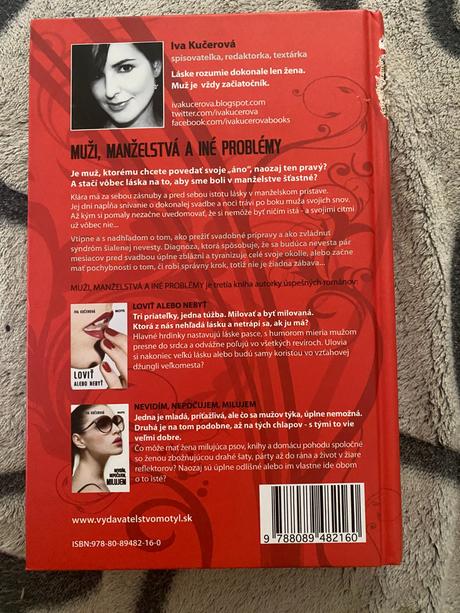 Iva Kučerová
spisovateľka, redaktorka, textárka
Láske rozumie dokonale len žena.
Muž je vždy začiatočník.
ivakucerova.blogspot.com
twitter.com/ivakucerova
facebook.com/ivakucerovabooks
MUŽI, MANŽELSTVÁ A INÉ PROBLÉMY
Je muž, ktorému chcete povedať svoje „áno", naozaj ten pravý?
A stačí vôbec láska na to, aby sme boli v manželstve šťastné?
Klára má za sebou zásnuby a pred sebou istotu lásky v manželskom prístave.
Jej dni napĺňa snívanie o dokonalej svadbe a noci trávi po boku muža svojich snov.
Až kým si pomaly nezačne uvedomovať, že si nemôže byť ničím istá - a svojimi citmi
už vôbec nie...
Vtipne a s nadhľadom o tom, ako prežiť svadobné prípravy a ako zvládnuť
syndróm šialenej nevesty. Diagnóza, ktorá spôsobuje, že sa budúca nevesta pár
mesiacov pred svadbou úplne zblázni a tyranizuje celé svoje okolie, alebo začne
mať pochybnosti o tom, či robí správny krok, totiž nie je žiadna zábava...
MUŽI, MANŽELSTVÁ A INÉ PROBLÉMY je tretia kniha autorky úspešných románov:
IVA KUČEROVÁ
MOTÝĽ
LOVIŤ
ALEBO NEBYŤ
LOVIŤ ALEBO NEBYŤ
Tri priateľky, jedna túžba. Milovať a byť milovaná.
Ktorá z nás nehľadá lásku a netrápi sa, ak ju má?
Hlavné hrdinky nastavujú láske pasce, s humorom mieria mužom
presne do srdca a odvážne poľujú vo všetkých revíroch. Ulovia
si nakoniec veľkú lásku alebo budú samy korisťou vo vzťahovej
džungli veľkomesta?
IVA KUČEROVÁ
MOTÝĽ
NEVIDÍM,
NEPOČUJEM,
MILUJEM
NEVIDÍM, NEPOČUJEM, MILUJEM
Jedna je mladá, príťažlivá, ale čo sa mužov týka, úplne nemožná.
Druhá je na tom podobne, až na tých chlapov - s tými to vie
veľmi dobre.
Čo môže mať žena milujúca psov, knihy a domácu pohodu spoločné
so ženou zbožňujúcou drahé šaty, párty až do rána a život v žiare
reflektorov? Naozaj sú úplne odlišné alebo im vlastne ide obom
o to isté?
www.vydavatelstvomotyl.sk
ISBN:978-80-89482-16-0
9 788089 482160